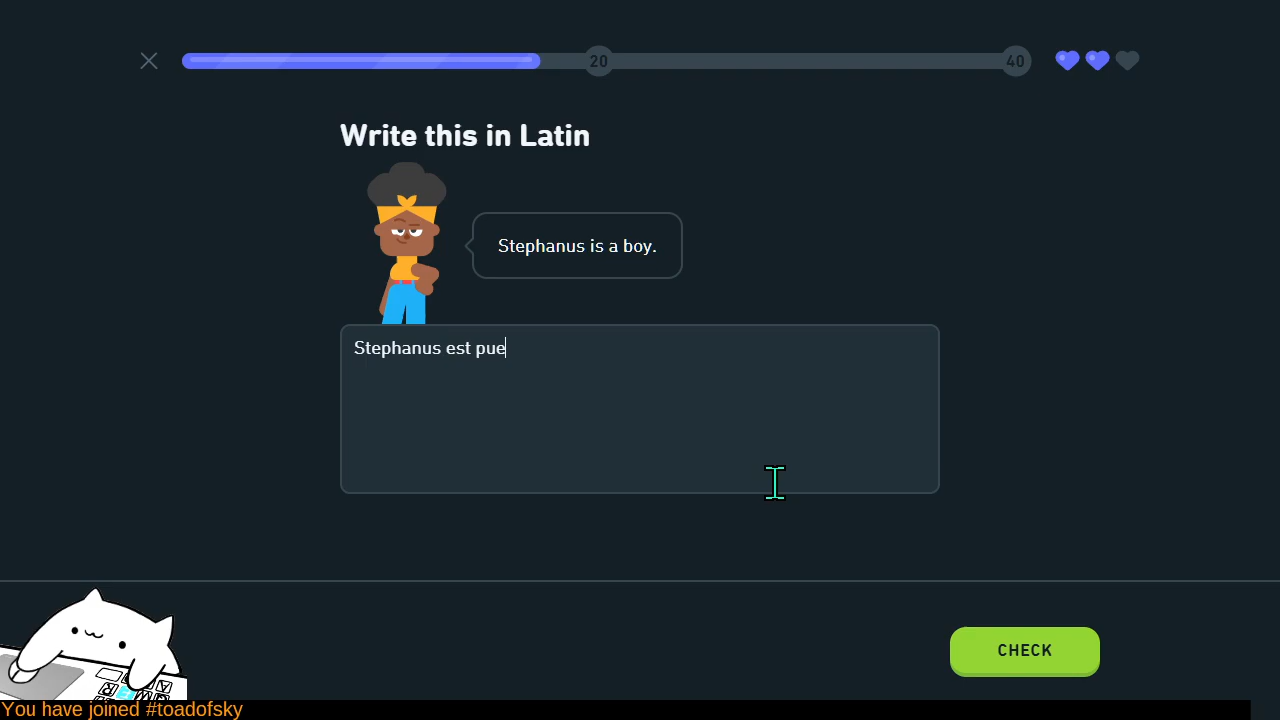 20
40
Write this in Latin
Stephanus is a boy.
Stephanus est pue
CHECK
You have joined #toadofsky